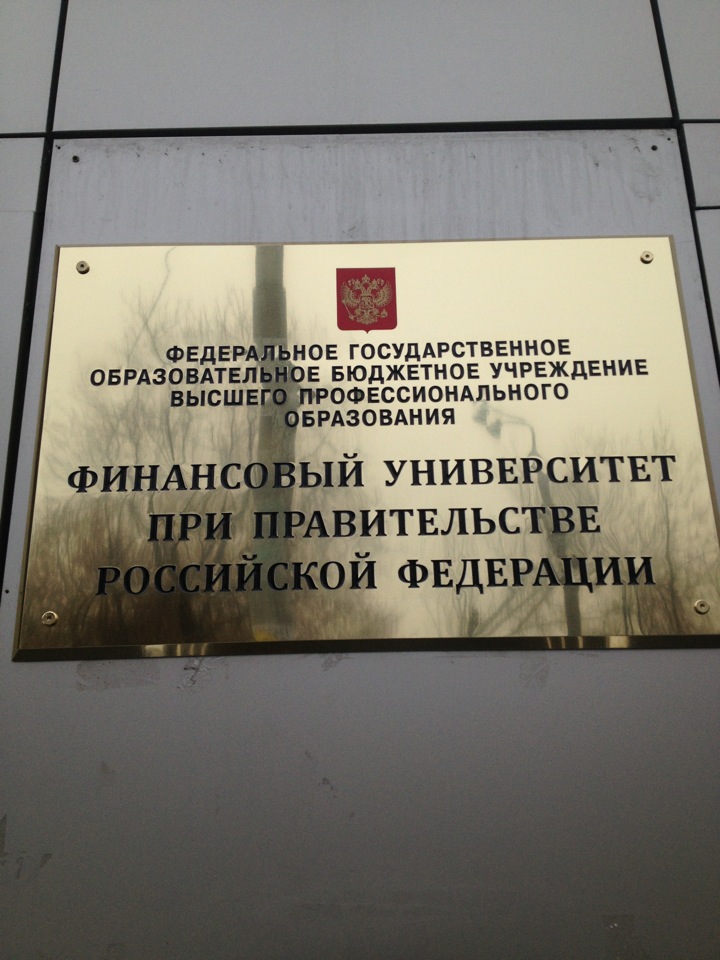 ФЕДЕРАЛЬНОЕ ГОСУДАРСТВЕННОЕ
ОБРАЗОВАТЕЛЬНОЕ БЮДЖЕТНОЕ УЧРЕЖДЕНИЕ
ВЫСШЕГО ПРОФЕССИОНАЛЬНОГО
ОБРАЗОВАНИЯ
ФИНАНСОВЫЙ УНИВЕРСИТЕТ
ПРИ ПРАВИТЕЛЬСТВЕ
РОССИЙСКОЙ ФЕДЕРАЦИИ